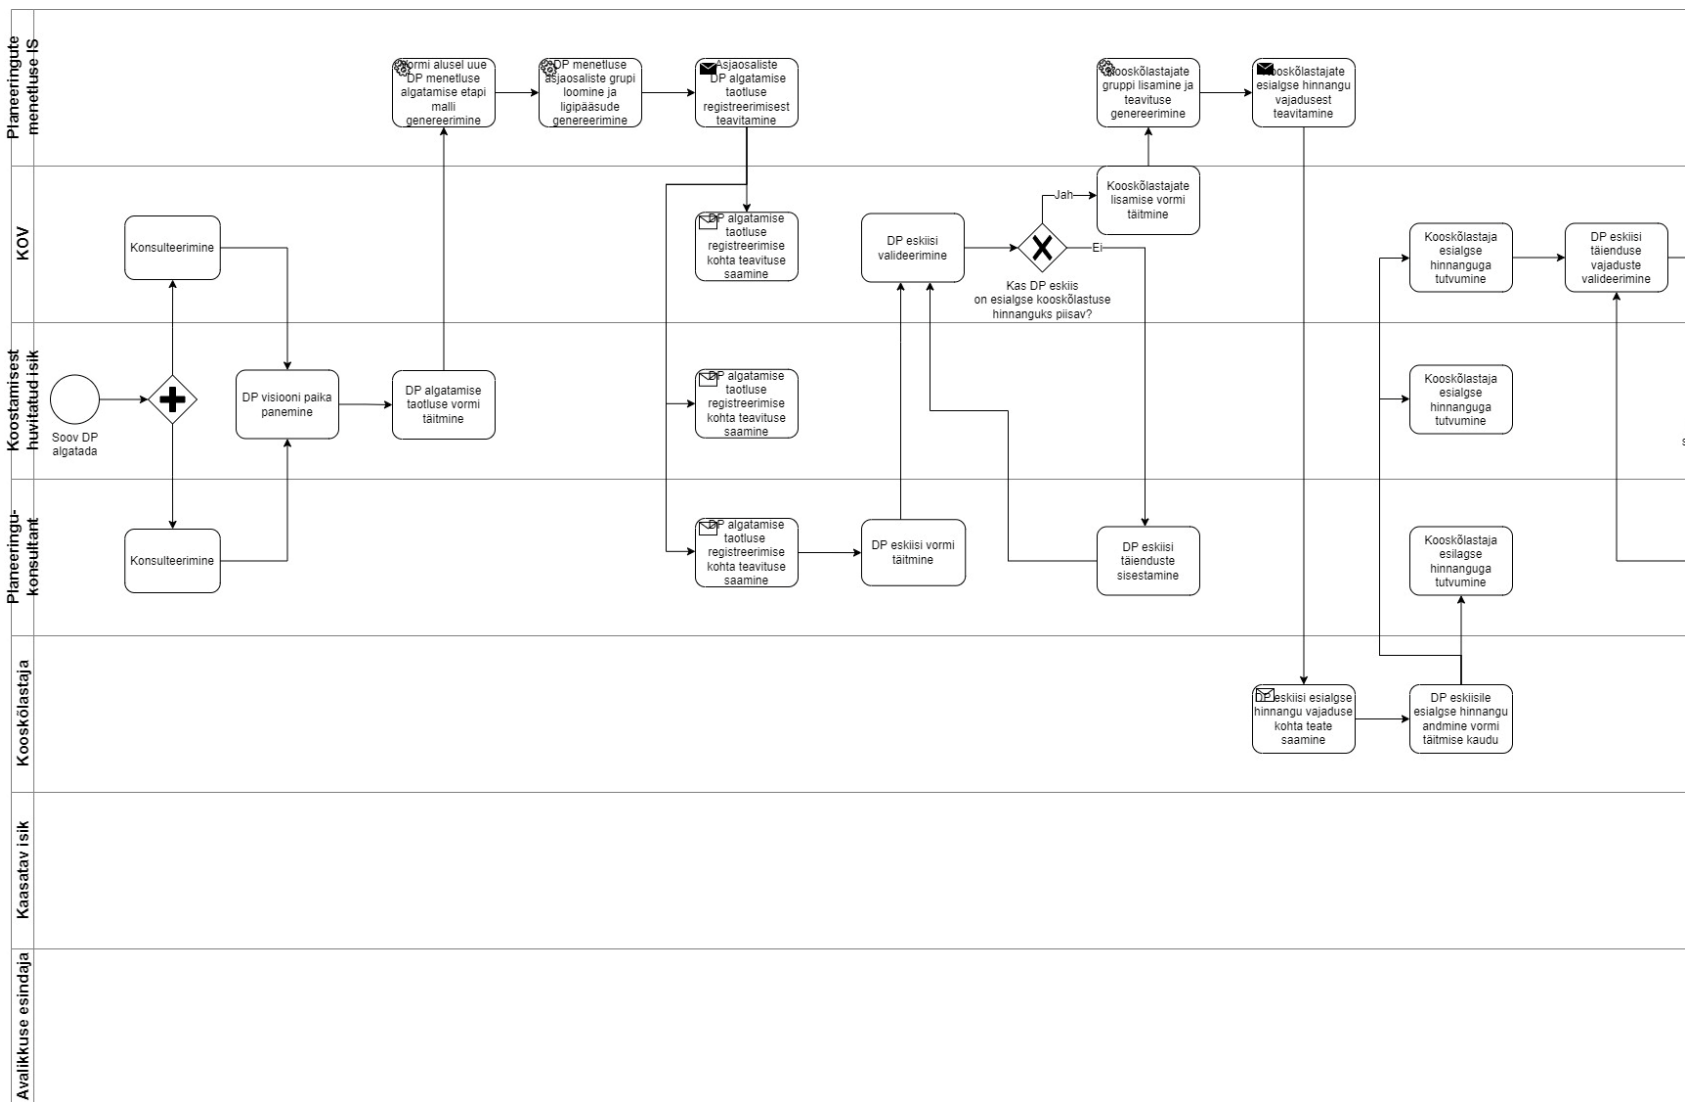 Planeeringute
menetluse IS
Vormi alusel uue
DP menetluse
algatamise etapi
malli
genereerimine
DP menetluse
asjaosaliste grupi
loomine ja
ligipääsude
genereerimine
Asjaosaliste
DP algatamise
taotluse
registreerimisest
teavitamine
Kooskõlastajate
gruppi lisamine ja
teavituse
genereerimine
Kooskõlastajate
esialgse hinnangu
vajadusest
teavitamine
KOV
Konsulteerimine
DP algatamise
taotluse
registreerimise
kohta teavituse
saamine
DP eskiisi
valideerimine
Jah
Ei
Kas DP eskiis
on esialgse kooskõlastuse
hinnanguks piisav?
Kooskõlastajate
lisamise vormi
täitmine
Kooskõlastaja
esialgse
hinnanguga
tutvumine
DP eskiisi
täienduse
vajaduste
valideerimine
Koostamisest
huvitatud isik
Soov DP
algatada
DP visiooni paika
panemine
DP algatamise
taotluse vormi
täitmine
DP algatamise
taotluse
registreerimise
kohta teavituse
saamine
Kooskõlastaja
esialgse
hinnanguga
tutvumine
s
Planeeringu-
konsultant
Konsulteerimine
DP algatamise
taotluse
registreerimise
kohta teavituse
saamine
DP eskiisi vormi
täitmine
DP eskiisi
täienduste
sisestamine
Kooskõlastaja
esilagse
hinnanguga
tutvumine
Kooskõlastaja
DP eskiisi esialgse
hinnangu vajaduse
kohta teate
saamine
DP eskiisile
esialgse hinnangu
andmine vormi
täitmise kaudu
Kaasatav isik
Avalikkuse esindaja